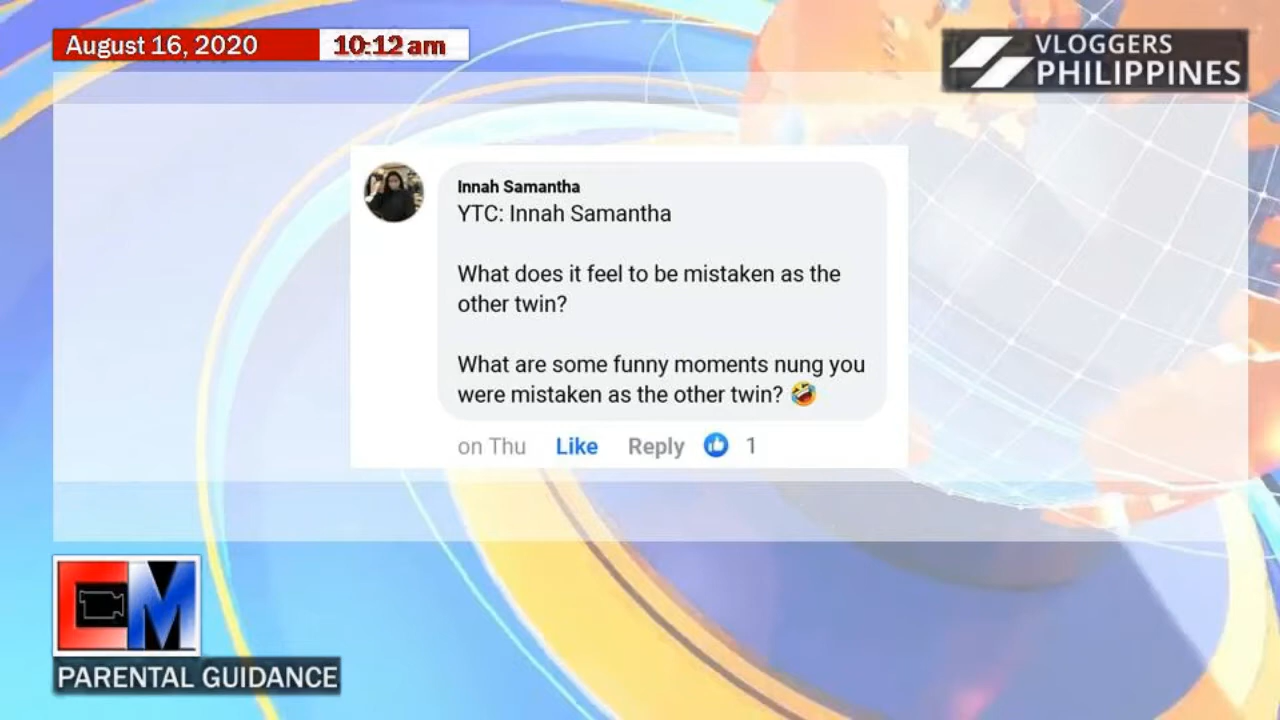 August 16, 2020
10:12 am
VLOGGERS
PHILIPPINES
Innah Samantha
YTC: Innah Samantha
What does it feel to be mistaken as the
other twin?
What are some funny moments nung you
were mistaken as the other twin? 🤣
on Thu Like Reply 1
CM
PARENTAL GUIDANCE